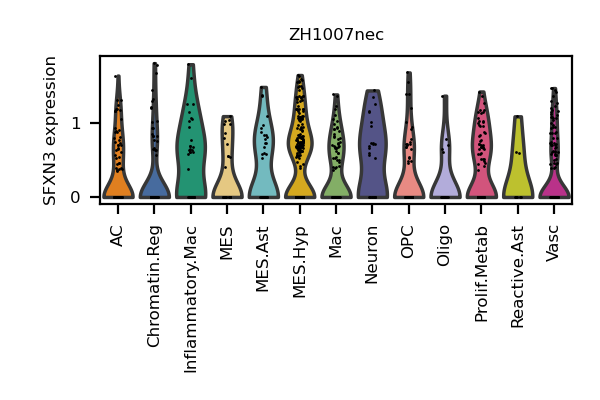 ZH1007nec
SFXN3 expression
1
0
AC
Chromatin.Reg
Inflammatory.Mac
MES
MES.Ast
MES.Hyp
Mac
Neuron
OPC
Oligo
Prolif.Metab
Reactive.Ast
Vasc